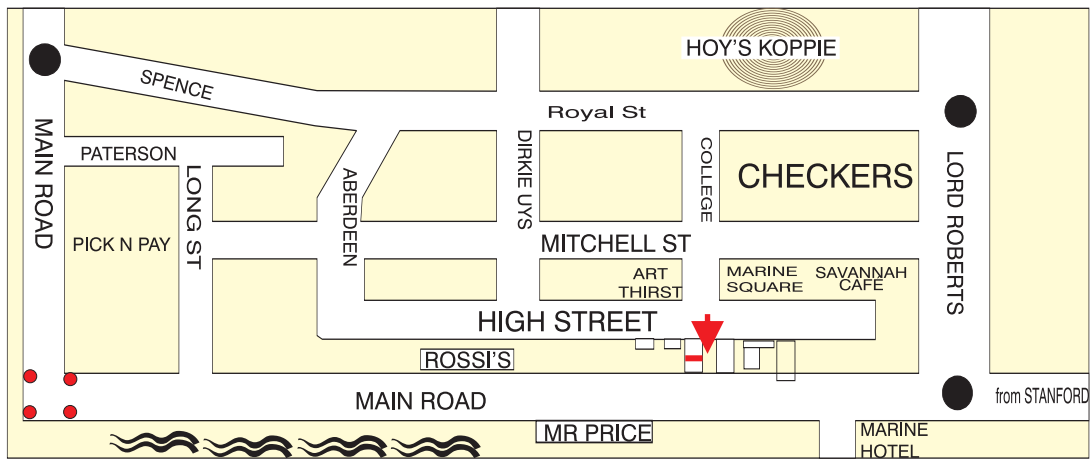 HOY'S KOPPIE
SPENCE
Royal St
MAIN ROAD
PATERSON
LONG ST
ABERDEEN
DIRKIE UYS
COLLEGE
CHECKERS
LORD ROBERTS
PICK N PAY
MITCHELL ST
ART
THIRST
MARINE
SQUARE
SAVANNAH
CAFÉ
HIGH STREET
ROSSI'S
MAIN ROAD
from STANFORD
MR PRICE
MARINE
HOTEL